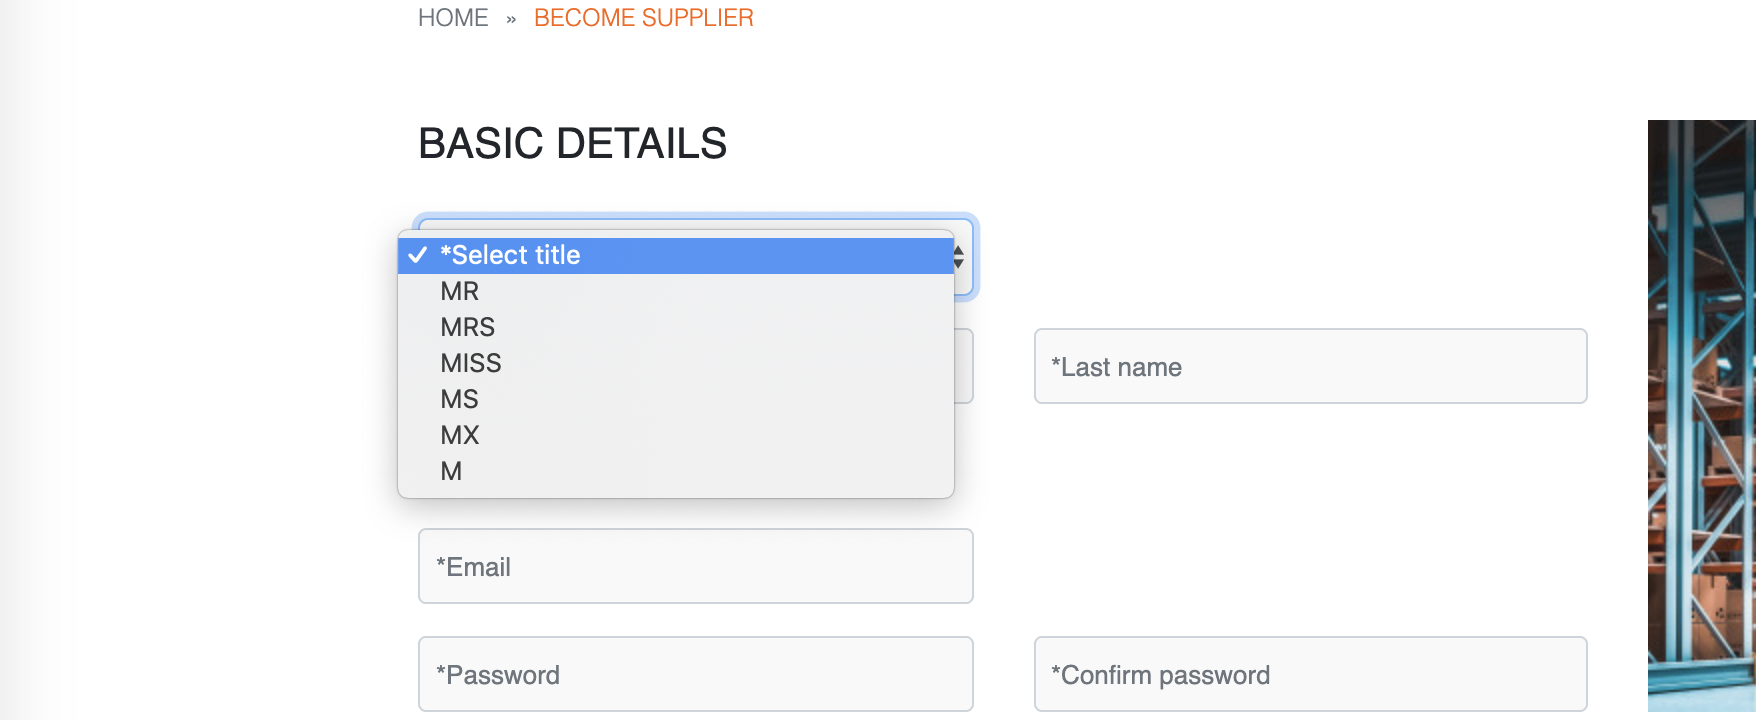 HOME » BECOME SUPPLIER
BASIC DETAILS
✓ *Select title
MR
MRS
MISS
MS
MX
M
*Last name
*Email
*Password
*Confirm password